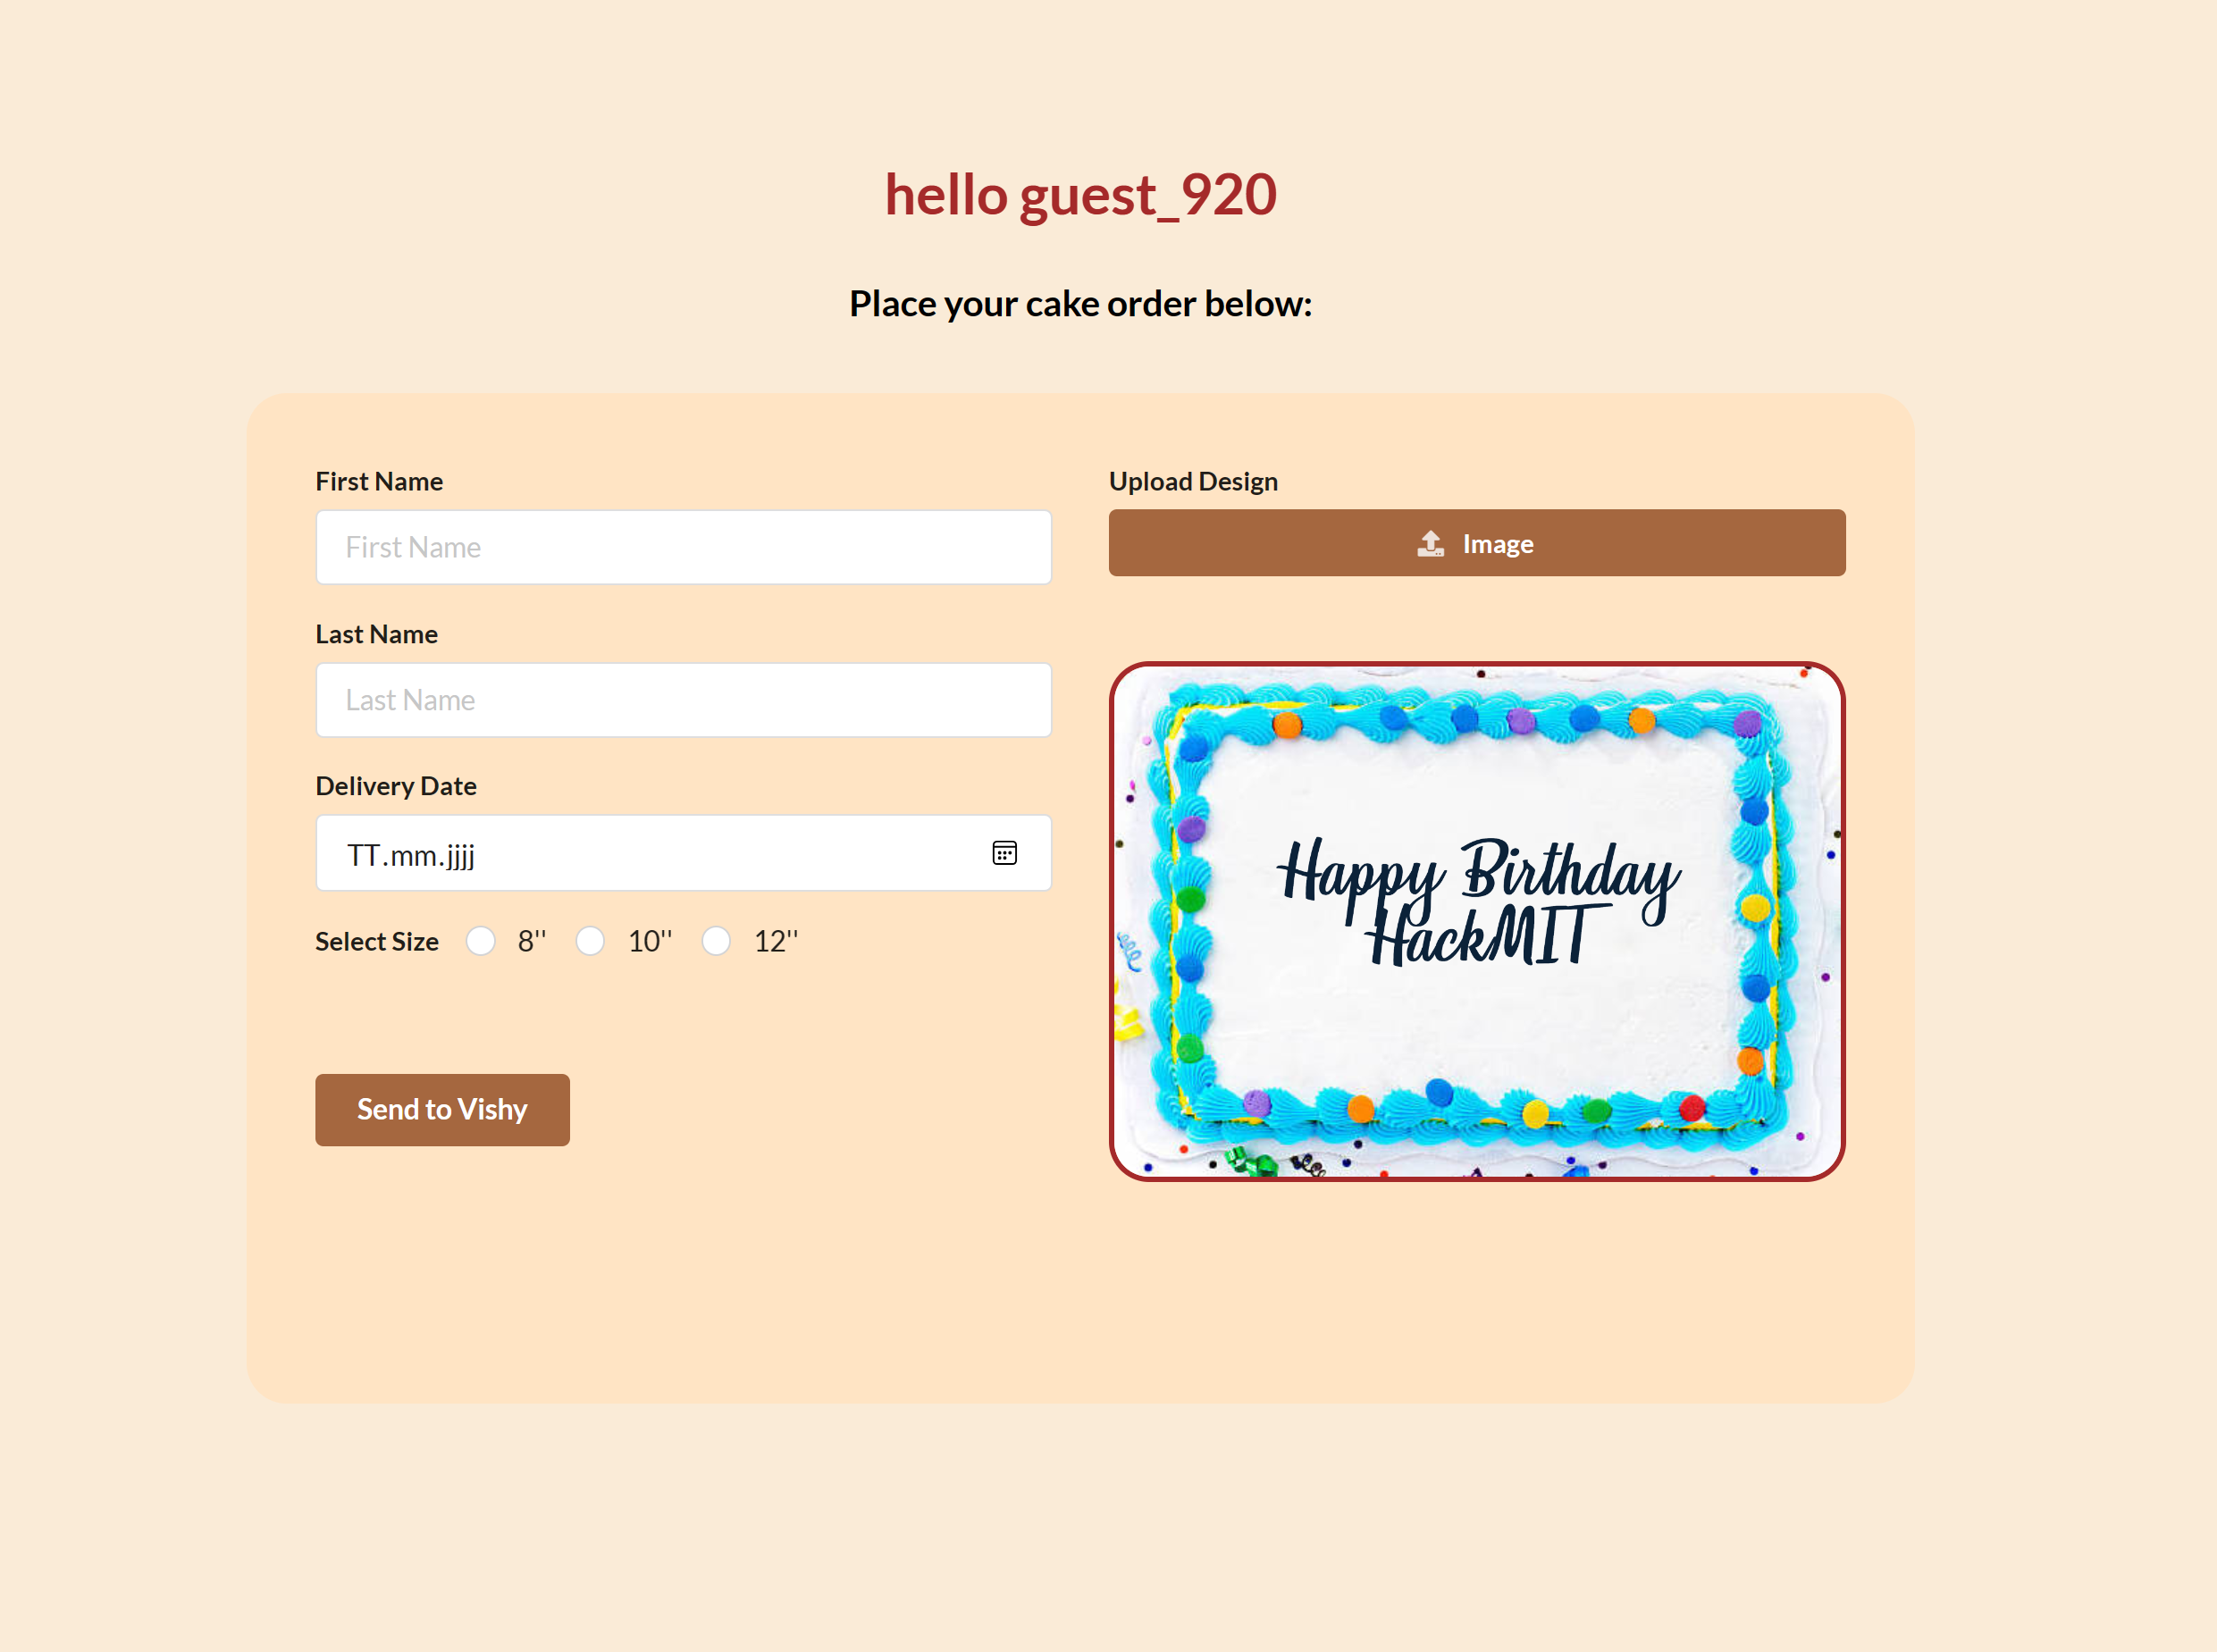 hello guest_920
Place your cake order below:
First Name
First Name
Last Name
Last Name
Delivery Date
TT.mm.jjjj
Select Size 8'' 10'' 12''
Send to Vishy
Upload Design
Image
Happy Birthday
HackMIT